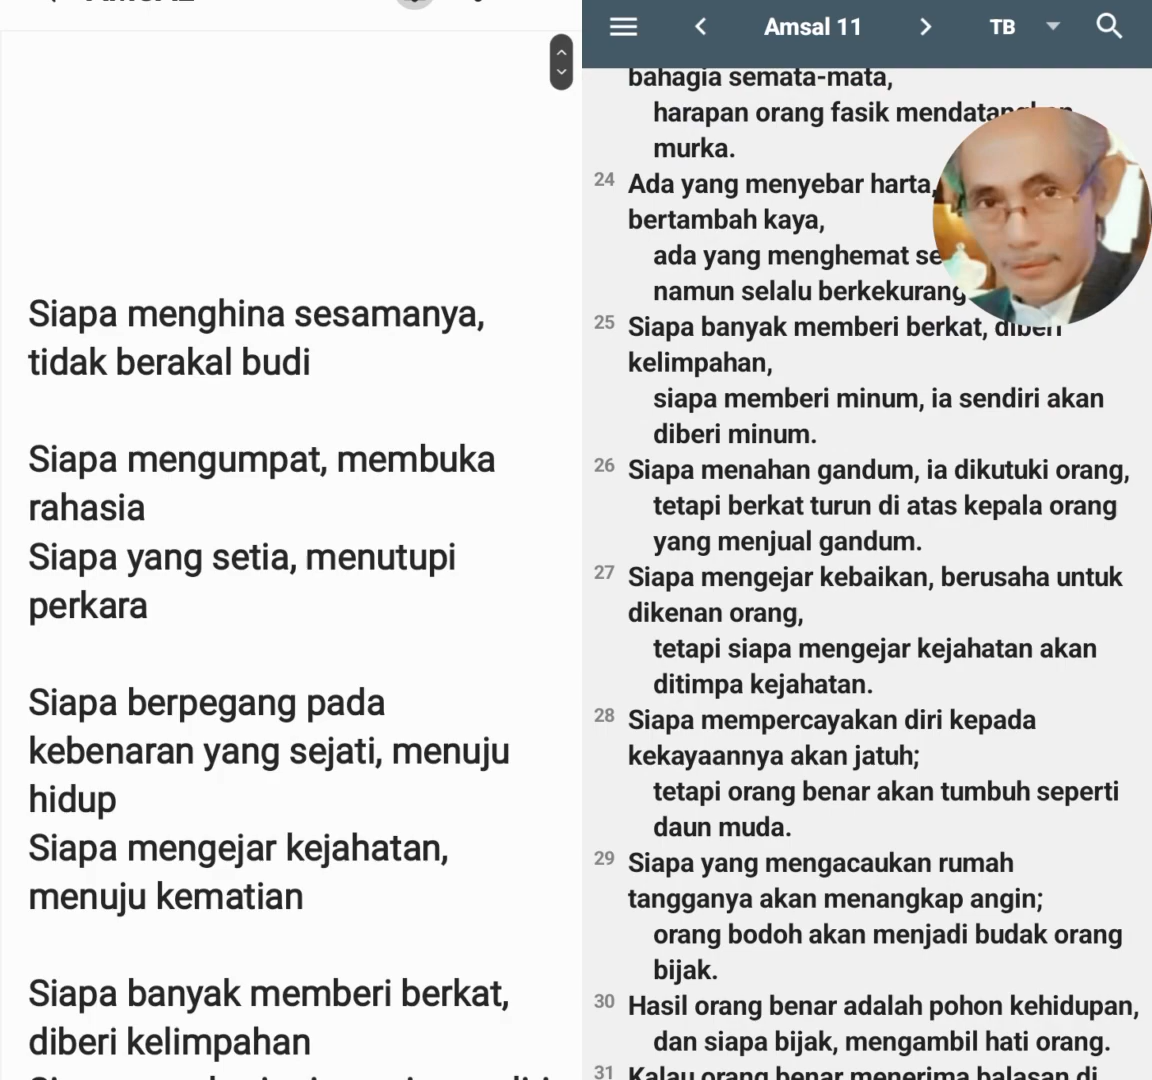 Siapa menghina sesamanya,
tidak berakal budi
Siapa mengumpat, membuka
rahasia
Siapa yang setia, menutupi
perkara
Siapa berpegang pada
kebenaran yang sejati, menuju
hidup
Siapa mengejar kejahatan,
menuju kematian
Siapa banyak memberi berkat,
diberi kelimpahan
Amsal 11
TB
bahagia semata-mata,
harapan orang fasik mendatangkan
murka.
24 Ada yang menyebar harta,
bertambah kaya,
ada yang menghemat
namun selalu
25 Siapa banyak memberi berkat, diberi
kelimpahan,
siapa memberi minum, ia sendiri akan
diberi minum.
26 Siapa menahan gandum, ia dikutuki orang,
tetapi berkat turun di atas kepala orang
yang menjual gandum.
27 Siapa mengejar kebaikan, berusaha untuk
dikenan orang,
tetapi siapa mengejar kejahatan akan
ditimpa kejahatan.
28 Siapa mempercayakan diri kepada
kekayaannya akan jatuh;
tetapi orang benar akan tumbuh seperti
daun muda.
29 Siapa yang mengacaukan rumah
tangganya akan menangkap angin;
orang bodoh akan menjadi budak orang
bijak.
30 Hasil orang benar adalah pohon kehidupan,
dan siapa bijak, mengambil hati orang.
31 Kalau orang benar menerima balasan di